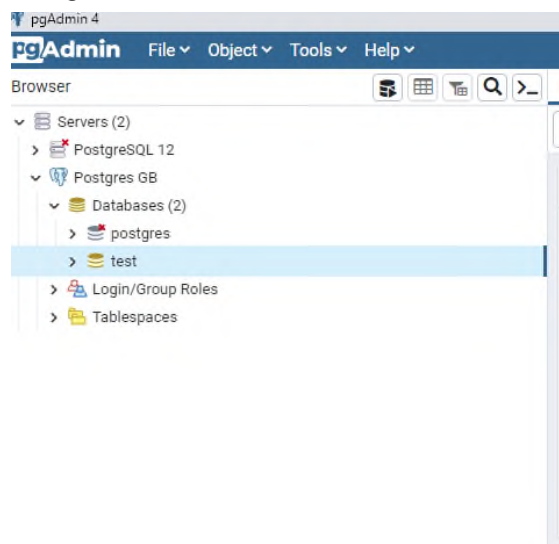 pgAdmin 4
pgAdmin File Object Tools Help
Browser
Servers (2)
PostgreSQL 12
Postgres GB
Databases (2)
postgres
test
Login/Group Roles
Tablespaces